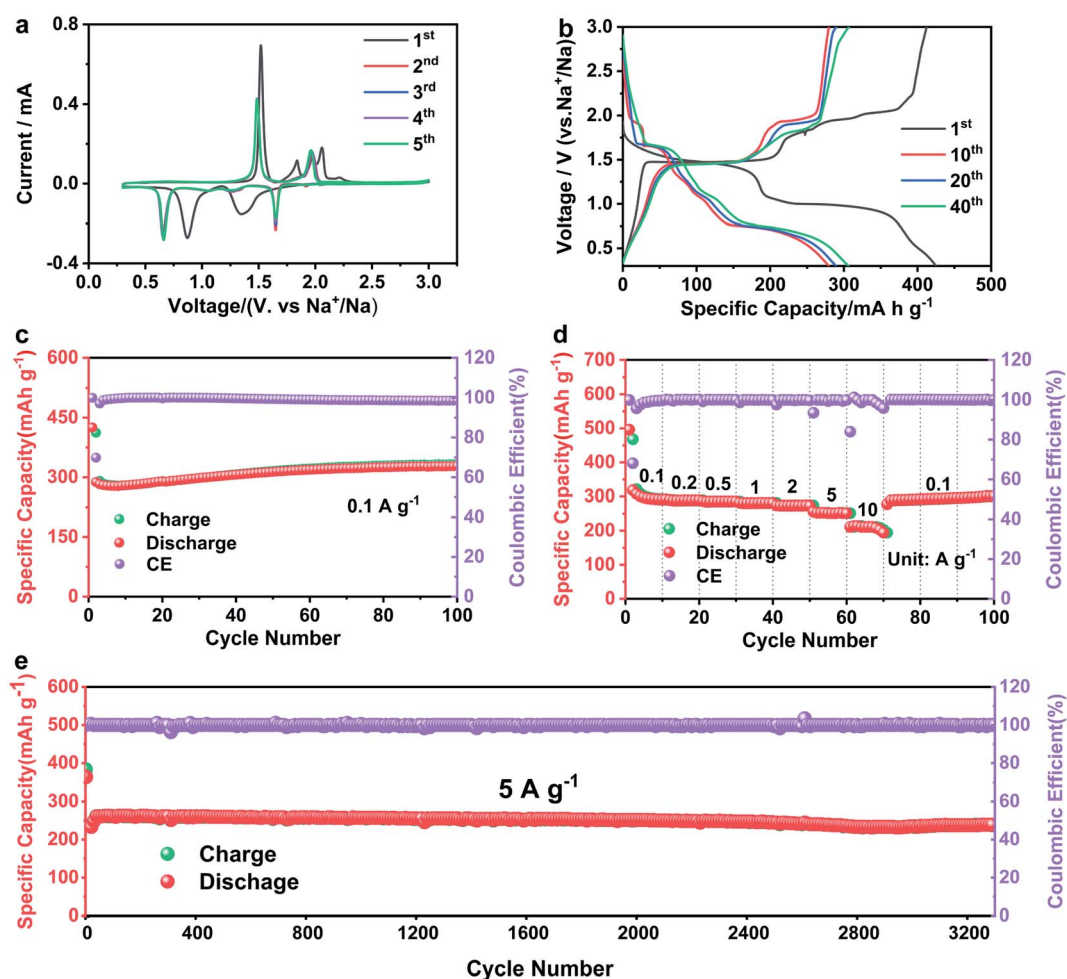 a
0.8
0.4
0.0
-0.4
Current / mA
1st
2nd
3rd
4th
5th
0.0 0.5 1.0 1.5 2.0 2.5 3.0
Voltage/(V. vs Na+/Na)
b
3.0
2.5
2.0
1.5
1.0
0.5
Voltage / V (vs.Na+/Na)
1st
10th
20th
40th
0 100 200 300 400 500
Specific Capacity/mA h g-1
c
600
450
300
150
0
Specific Capacity(mAh g-1)
0.1 A g-1
Charge
Discharge
CE
120
100
80
60
40
20
0
Coulombic Efficient(%)
0 20 40 60 80 100
Cycle Number
d
700
600
500
400
300
200
100
0
Specific Capacity(mAh g-1)
0.1 0.2 0.5 1 2 5 10 0.1
Charge
Discharge
CE
Unit: A g-1
120
100
80
60
40
20
0
Coulombic Efficient(%)
0 20 40 60 80 100
Cycle Number
e
600
500
400
300
200
100
0
Specific Capacity(mAh g-1)
5 A g-1
Charge
Dischage
120
100
80
60
40
20
0
Coulombic Efficient(%)
0 400 800 1200 1600 2000 2400 2800 3200
Cycle Number